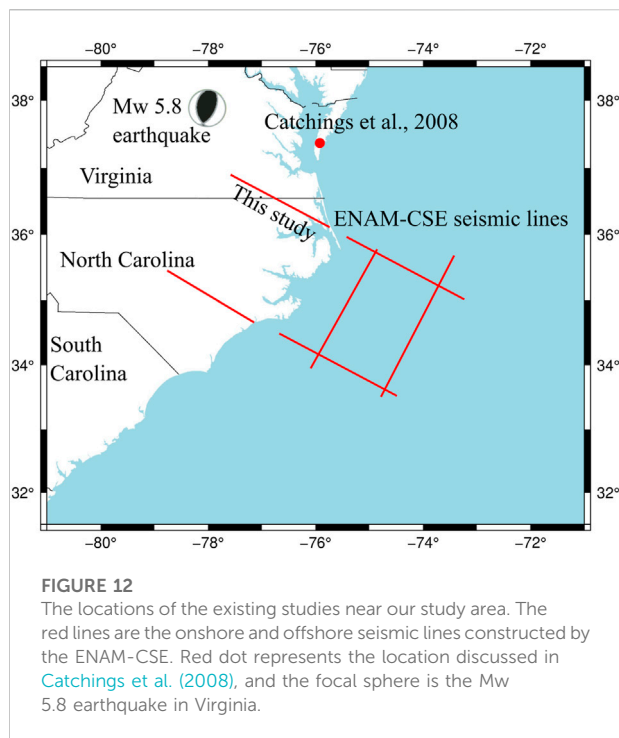 −80° −78° −76° −74° −72°
38° 38°
Mw 5.8
earthquake
Catchings et al., 2008
Virginia
This study
ENAM-CSE seismic lines
36° 36°
North Carolina
South
Carolina
34° 34°
32° 32°
−80° −78° −76° −74° −72°
FIGURE 12
The locations of the existing studies near our study area. The
red lines are the onshore and offshore seismic lines constructed by
the ENAM-CSE. Red dot represents the location discussed in
Catchings et al. (2008), and the focal sphere is the Mw
5.8 earthquake in Virginia.